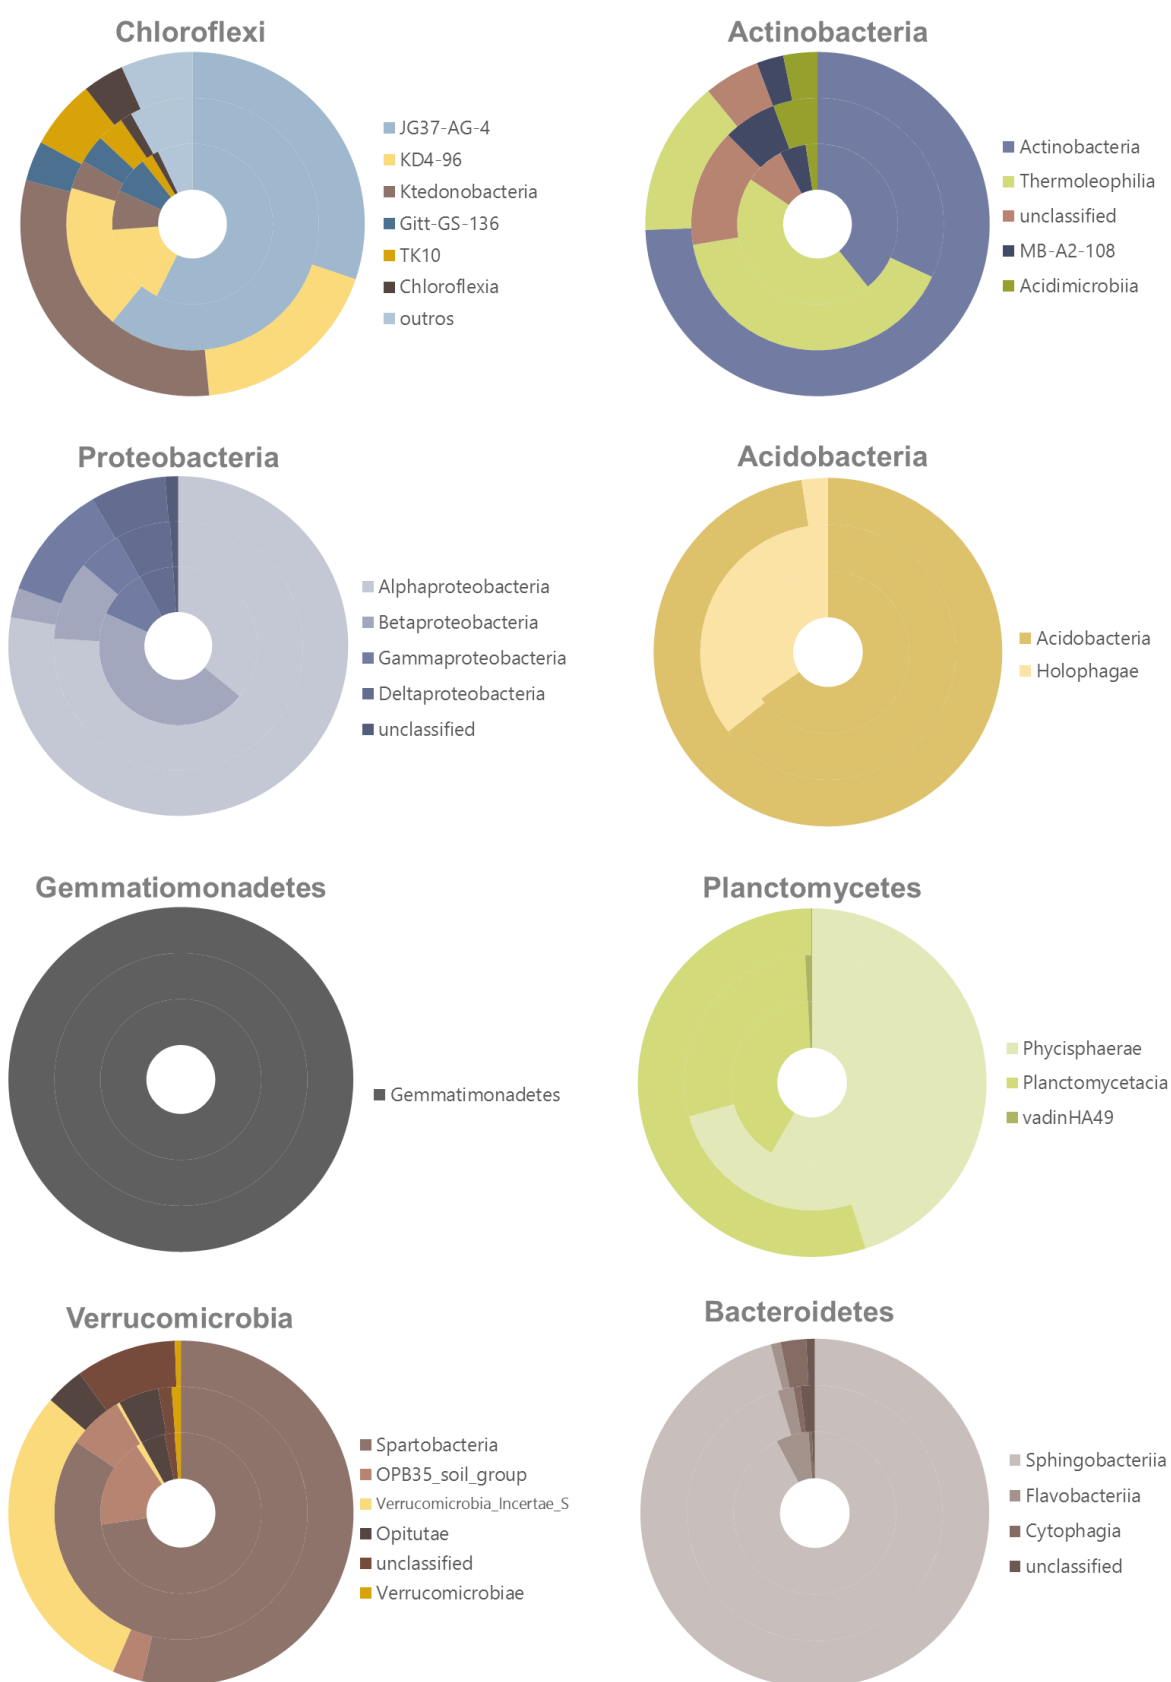 Chloroflexi
JG37-AG-4
KD4-96
Ktedonobacteria
Gitt-GS-136
TK10
Chloroflexia
outros
Actinobacteria
Actinobacteria
Thermoleophilia
unclassified
MB-A2-108
Acidimicrobiia
Proteobacteria
Alphaproteobacteria
Betaproteobacteria
Gammaproteobacteria
Deltaproteobacteria
unclassified
Acidobacteria
Acidobacteria
Holophagae
Gemmatiomonadetes
Gemmatimonadetes
Planctomycetes
Phycisphaerae
Planctomycetacia
vadinHA49
Verrucomicrobia
Spartobacteria
OPB35_soil_group
Verrucomicrobia_Incertae_S
Opitutae
unclassified
Verrucomicrobiae
Bacteroidetes
Sphingobacteriia
Flavobacteriia
Cytophagia
unclassified